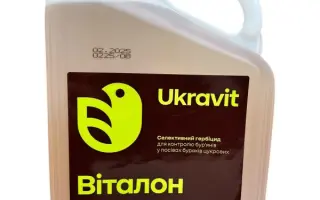 02.2025
0225/08
Ukravit
Селективний гербіцид
для контролю бур'янів
у посівах буряків цукрових
Віталон